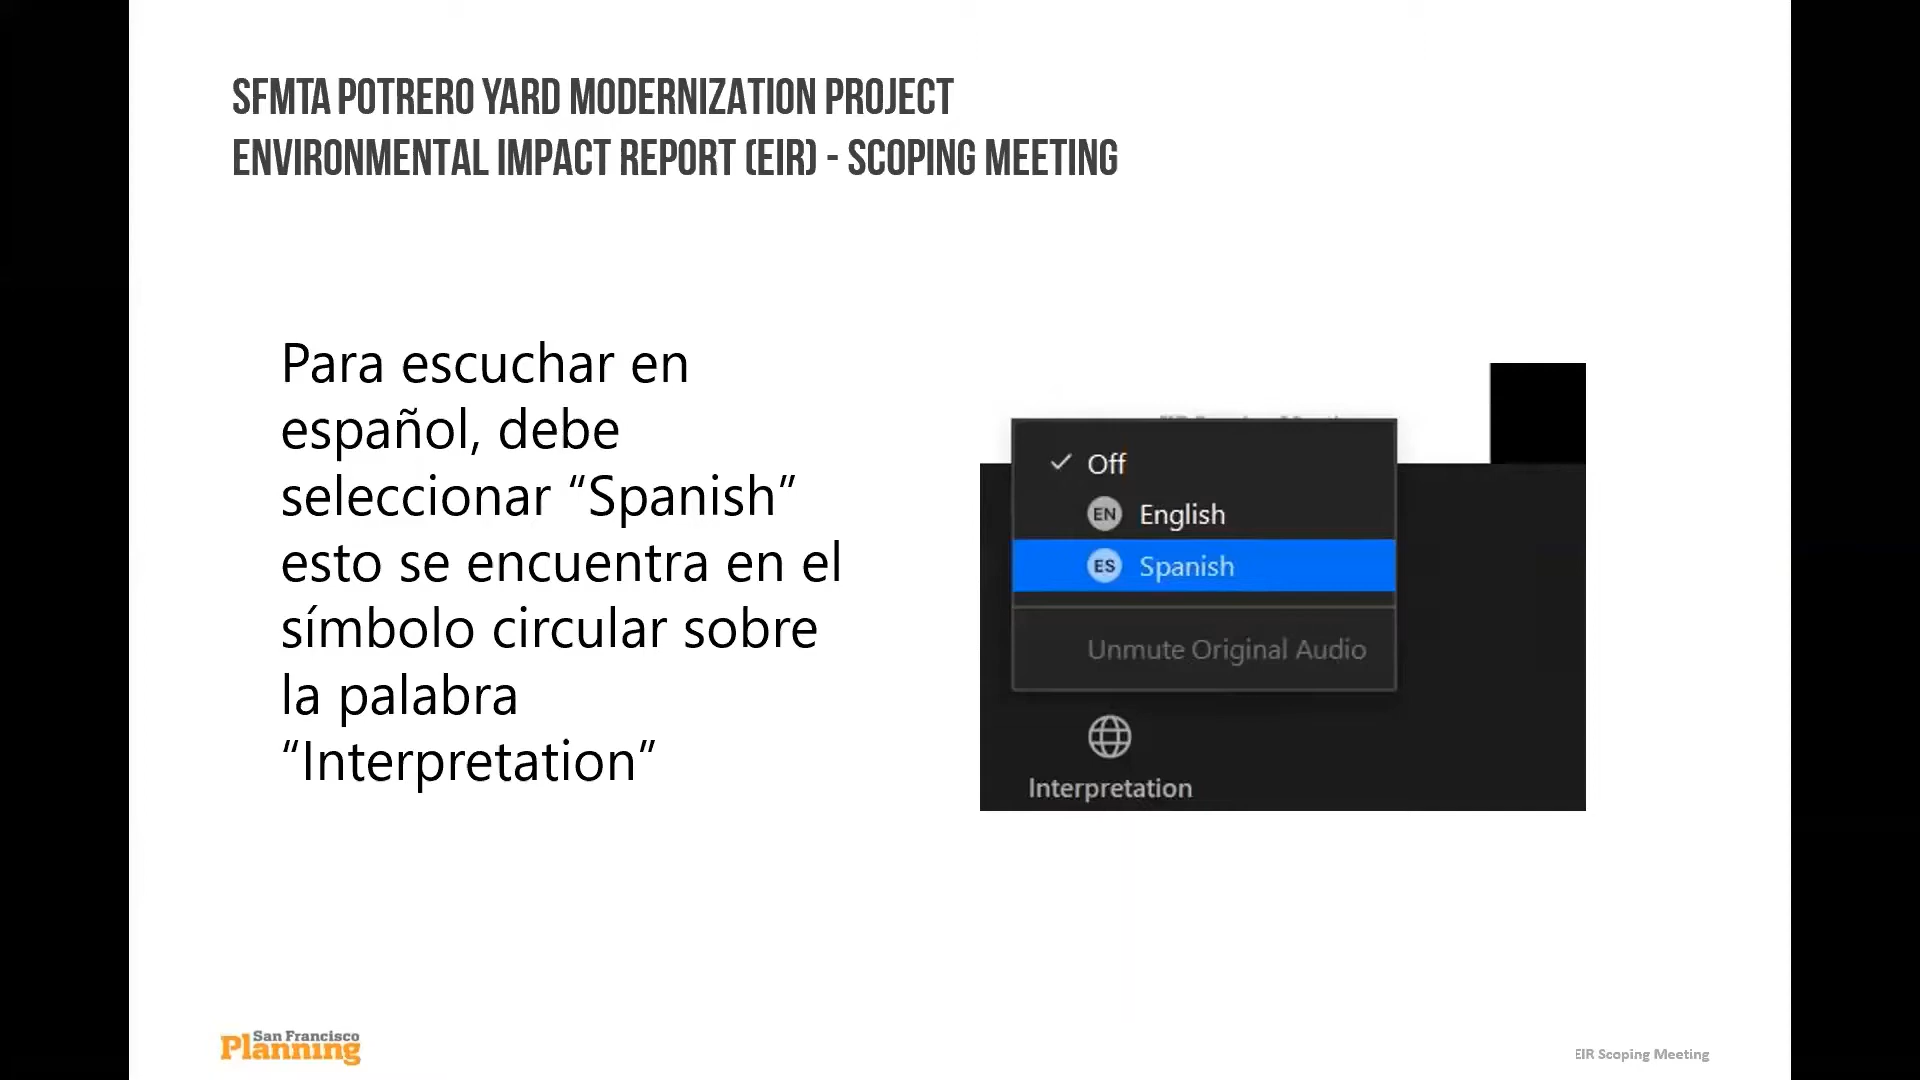 SFMTA POTRERO YARD MODERNIZATION PROJECT
ENVIRONMENTAL IMPACT REPORT (EIR) - SCOPING MEETING
Para escuchar en
español, debe
seleccionar “Spanish”
esto se encuentra en el
símbolo circular sobre
la palabra
“Interpretation”
Off
EN English
ES Spanish
Unmute Original Audio
Interpretation
San Francisco
Planning
EIR Scoping Meeting